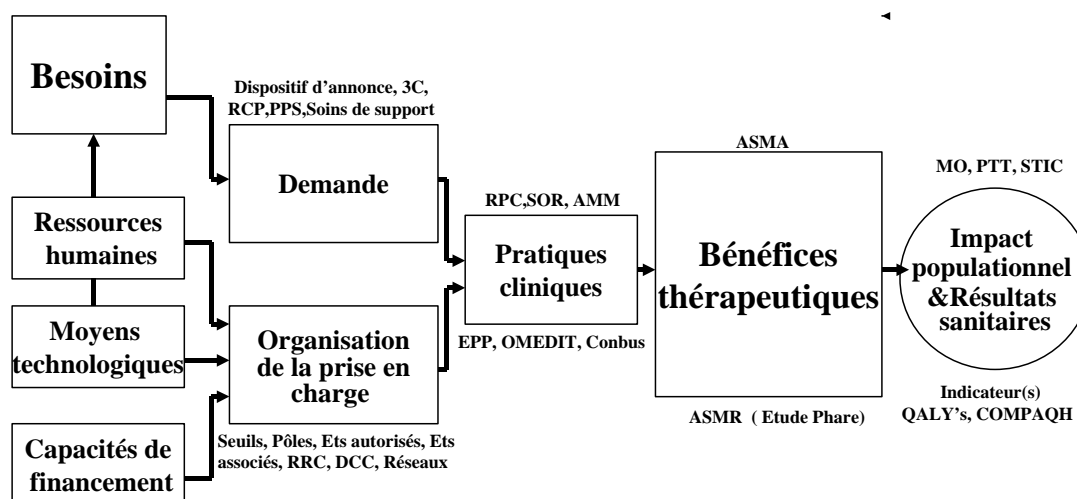 Besoins
Dispositif d'annonce, 3C,
RCP,PPS,Soins de support
Demande
Ressources
humaines
Moyens
technologiques
Organisation
de la prise en
charge
Seuils, Pôles, Ets autorisés, Ets
associés, RRC, DCC, Réseaux
Capacités de
financement
RPC,SOR, AMM
Pratiques
cliniques
EPP, OMEDIT, Conbus
ASMA
Bénéfices
thérapeutiques
ASMR ( Etude Phare)
MO, PTT, STIC
Impact
populationnel
&Résultats
sanitaires
Indicateur(s)
QALY's, COMPAQH